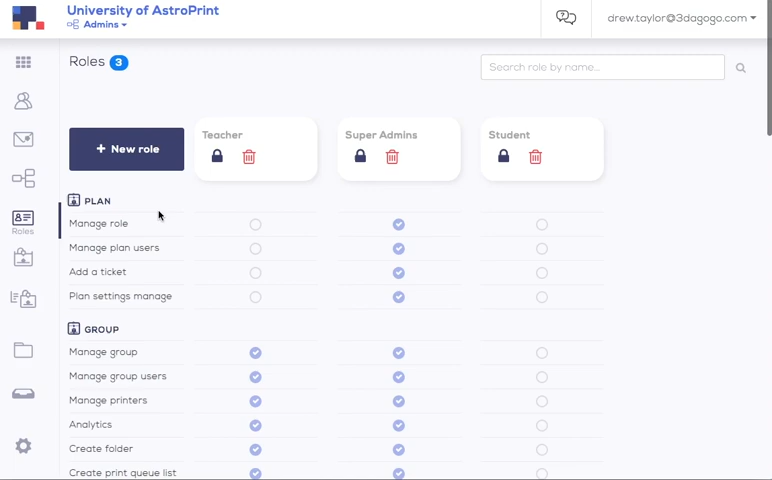 University of AstroPrint
Admins
drew.taylor@3dagogo.com
Roles 3
Search role by name...
+ New role
Teacher
Super Admins
Student
PLAN
Manage role
Manage plan users
Add a ticket
Plan settings manage
GROUP
Manage group
Manage group users
Manage printers
Analytics
Create folder
Create print queue list
Roles